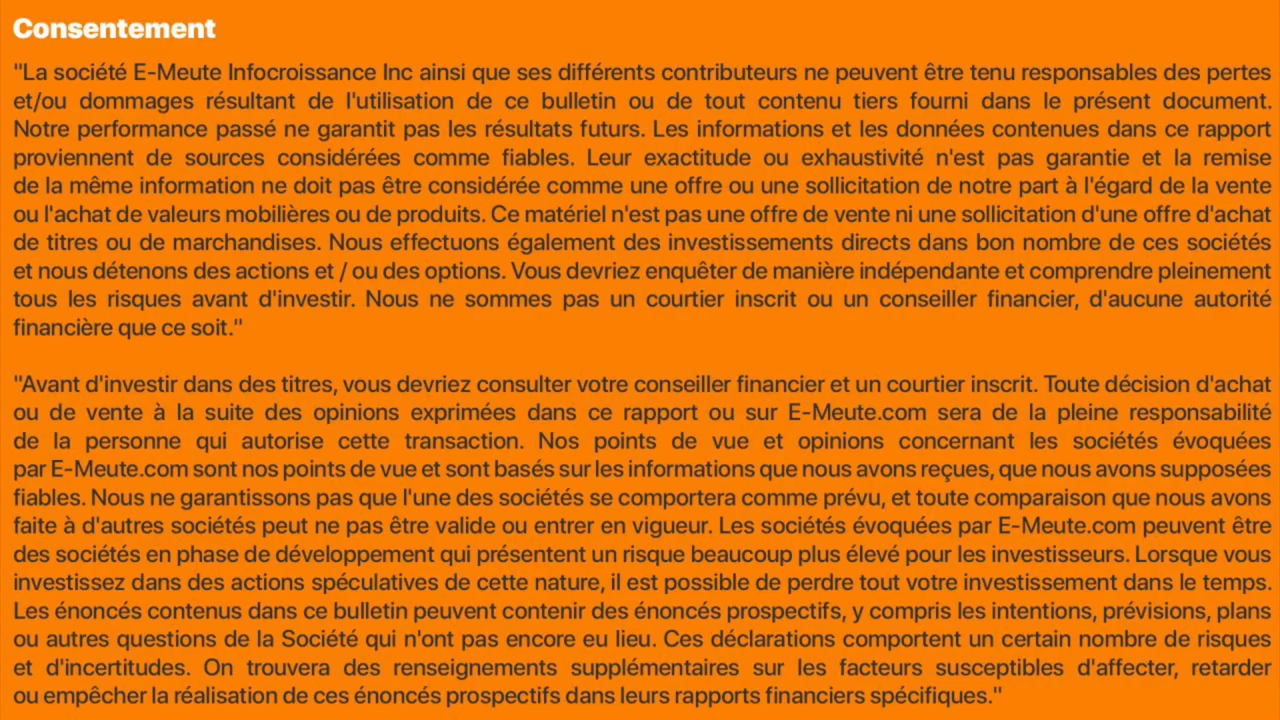 Consentement
"La société E-Meute Infocroissance Inc ainsi que ses différents contributeurs ne peuvent être tenu responsables des pertes
et/ou dommages résultant de l'utilisation de ce bulletin ou de tout contenu tiers fourni dans le présent document.
Notre performance passé ne garantit pas les résultats futurs. Les informations et les données contenues dans ce rapport
proviennent de sources considérées comme fiables. Leur exactitude ou exhaustivité n'est pas garantie et la remise
de la même information ne doit pas être considérée comme une offre ou une sollicitation de notre part à l'égard de la vente
ou l'achat de valeurs mobilières ou de produits. Ce matériel n'est pas une offre de vente ni une sollicitation d'une offre d'achat
de titres ou de marchandises. Nous effectuons également des investissements directs dans bon nombre de ces sociétés
et nous détenons des actions et / ou des options. Vous devriez enquêter de manière indépendante et comprendre pleinement
tous les risques avant d'investir. Nous ne sommes pas un courtier inscrit ou un conseiller financier, d'aucune autorité
financière que ce soit."
"Avant d'investir dans des titres, vous devriez consulter votre conseiller financier et un courtier inscrit. Toute décision d'achat
ou de vente à la suite des opinions exprimées dans ce rapport ou sur E-Meute.com sera de la pleine responsabilité
de la personne qui autorise cette transaction. Nos points de vue et opinions concernant les sociétés évoquées
par E-Meute.com sont nos points de vue et sont basés sur les informations que nous avons reçues, que nous avons supposées
fiables. Nous ne garantissons pas que l'une des sociétés se comportera comme prévu, et toute comparaison que nous avons
faite à d'autres sociétés peut ne pas être valide ou entrer en vigueur. Les sociétés évoquées par E-Meute.com peuvent être
des sociétés en phase de développement qui présentent un risque beaucoup plus élevé pour les investisseurs. Lorsque vous
investissez dans des actions spéculatives de cette nature, il est possible de perdre tout votre investissement dans le temps.
Les énoncés contenus dans ce bulletin peuvent contenir des énoncés prospectifs, y compris les intentions, prévisions, plans
ou autres questions de la Société qui n'ont pas encore eu lieu. Ces déclarations comportent un certain nombre de risques
et d'incertitudes. On trouvera des renseignements supplémentaires sur les facteurs susceptibles d'affecter, retarder
ou empêcher la réalisation de ces énoncés prospectifs dans leurs rapports financiers spécifiques."